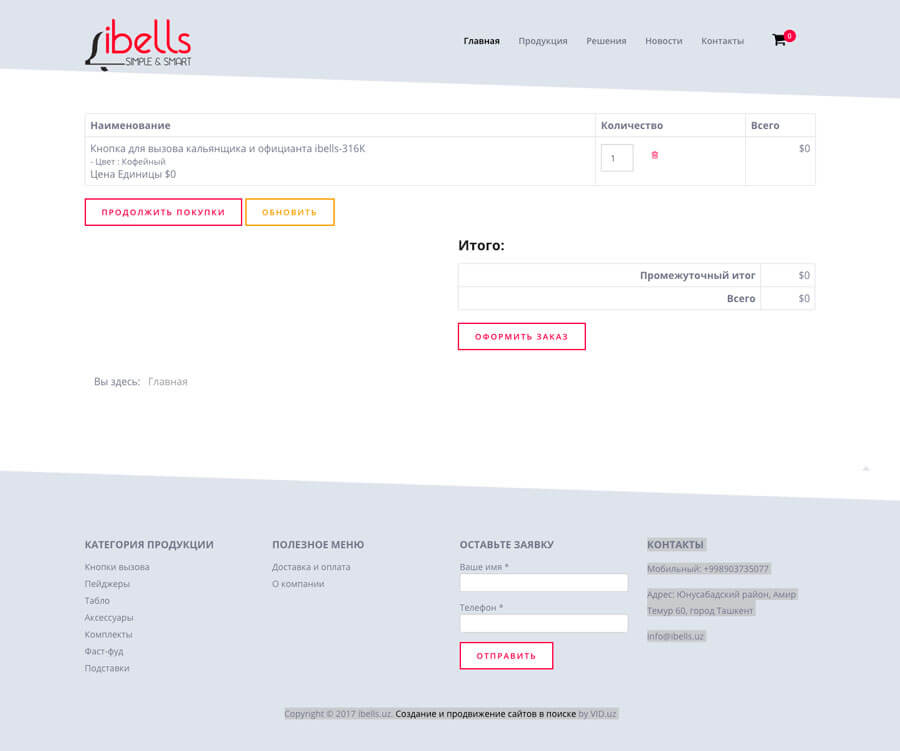 ibells
SIMPLE & SMART
Главная Продукция Решения Новости Контакты 0
Наименование Количество Всего
Кнопка для вызова кальянщика и официанта ibells-316K 1 $0
- Цвет : Кофейный
Цена Единицы $0
ПРОДОЛЖИТЬ ПОКУПКИ ОБНОВИТЬ
Итого:
Промежуточный итог $0
Всего $0
ОФОРМИТЬ ЗАКАЗ
Вы здесь: Главная
КАТЕГОРИЯ ПРОДУКЦИИ
Кнопки вызова
Пейджеры
Табло
Аксессуары
Комплекты
Фаст-фуд
Подставки
ПОЛЕЗНОЕ МЕНЮ
Доставка и оплата
О компании
ОСТАВЬТЕ ЗАЯВКУ
Ваше имя *
Телефон *
ОТПРАВИТЬ
КОНТАКТЫ
Мобильный: +998903735077
Адрес: Юнусабадский район, Амир
Темур 60, город Ташкент
info@ibells.uz
Copyright © 2017 ibells.uz. Создание и продвижение сайтов в поиске by VID.uz